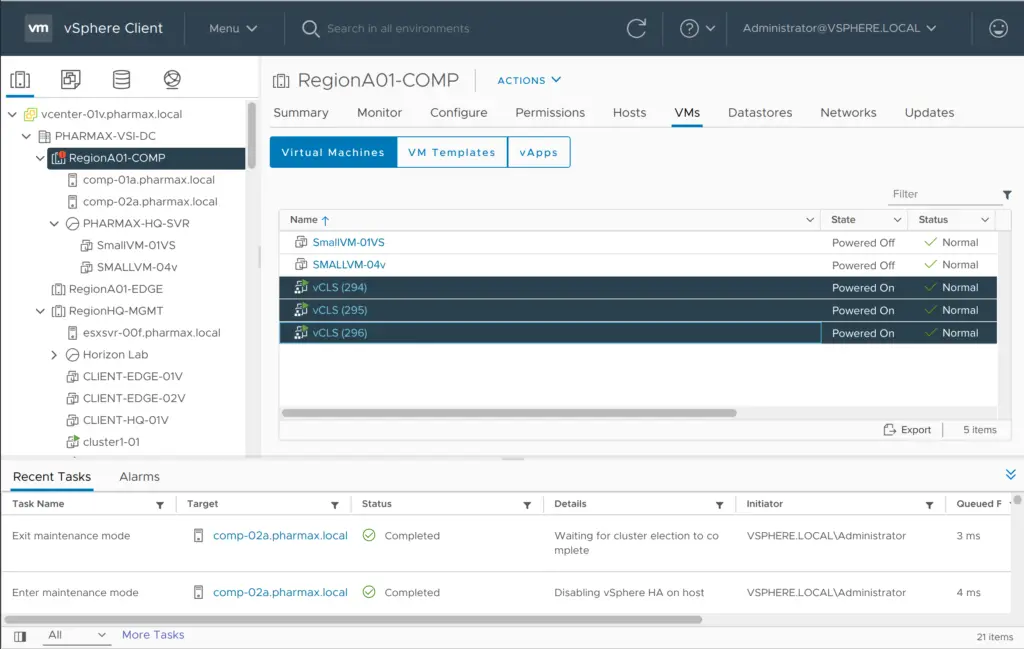 vm vSphere Client Menu Search in all environments Administrator@VSPHERE.LOCAL
vcenter-01v.pharmax.local
PHARMAX-VSI-DC
RegionA01-COMP
comp-01a.pharmax.local
comp-02a.pharmax.local
PHARMAX-HQ-SVR
SmallVM-01VS
SMALLVM-04v
RegionA01-EDGE
RegionHQ-MGMT
esxsvr-00f.pharmax.local
Horizon Lab
CLIENT-EDGE-01V
CLIENT-EDGE-02V
CLIENT-HQ-01V
cluster1-01
RegionA01-COMP ACTIONS
Summary Monitor Configure Permissions Hosts VMs Datastores Networks Updates
Virtual Machines VM Templates vApps
Filter
Name State Status
SmallVM-01VS Powered Off Normal
SMALLVM-04v Powered Off Normal
vCLS (294) Powered On Normal
vCLS (295) Powered On Normal
vCLS (296) Powered On Normal
Export 5 items
Recent Tasks Alarms
Task Name Target Status Details Initiator Queued F
Exit maintenance mode comp-02a.pharmax.local Completed Waiting for cluster election to co VSPHERE.LOCAL\Administrator 3 ms
mplete
Enter maintenance mode comp-02a.pharmax.local Completed Disabling vSphere HA on host VSPHERE.LOCAL\Administrator 4 ms
All More Tasks 21 items